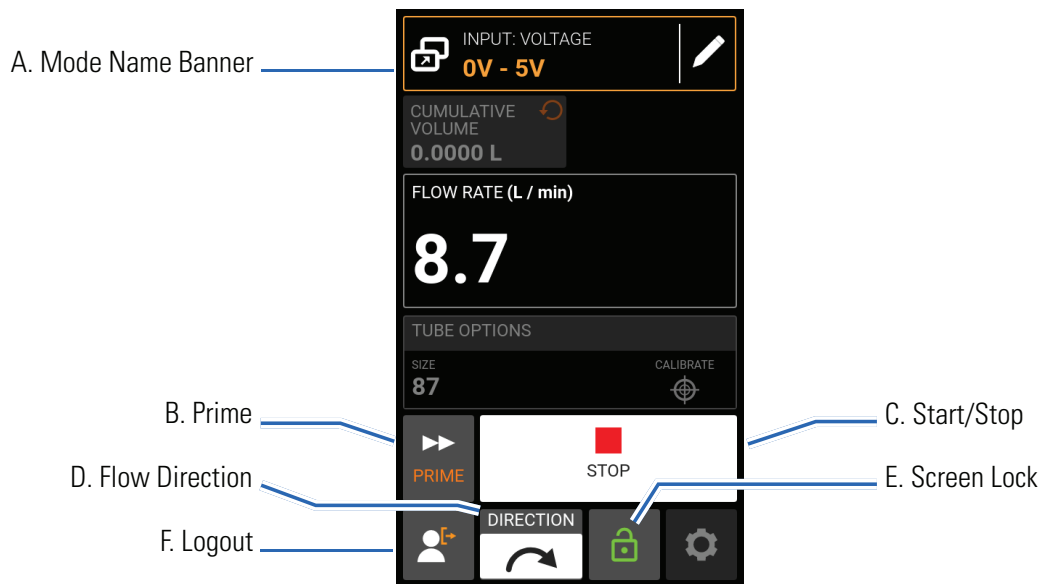 A. Mode Name Banner
INPUT: VOLTAGE
0V - 5V
CUMULATIVE
VOLUME
0.0000 L
FLOW RATE (L / min)
8.7
TUBE OPTIONS
SIZE
87
CALIBRATE
B. Prime
PRIME
STOP
C. Start/Stop
D. Flow Direction
DIRECTION
E. Screen Lock
F. Logout